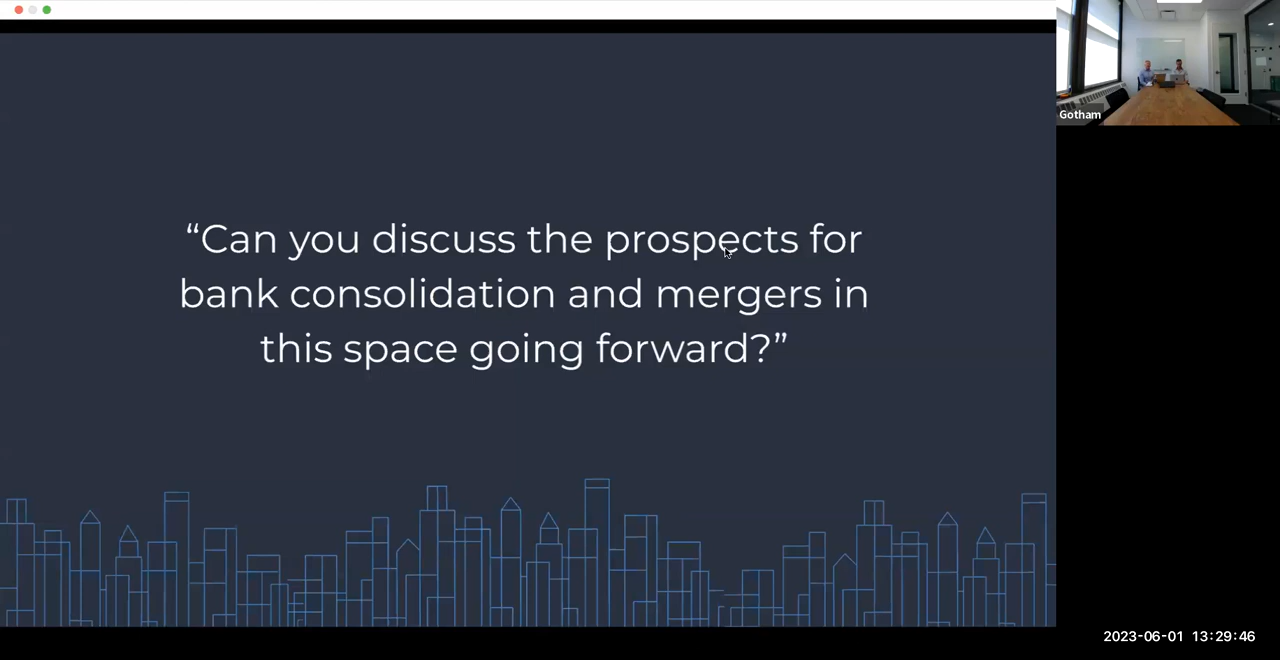 “Can you discuss the prospects for
bank consolidation and mergers in
this space going forward?”
Gotham
2023-06-01 13:29:46